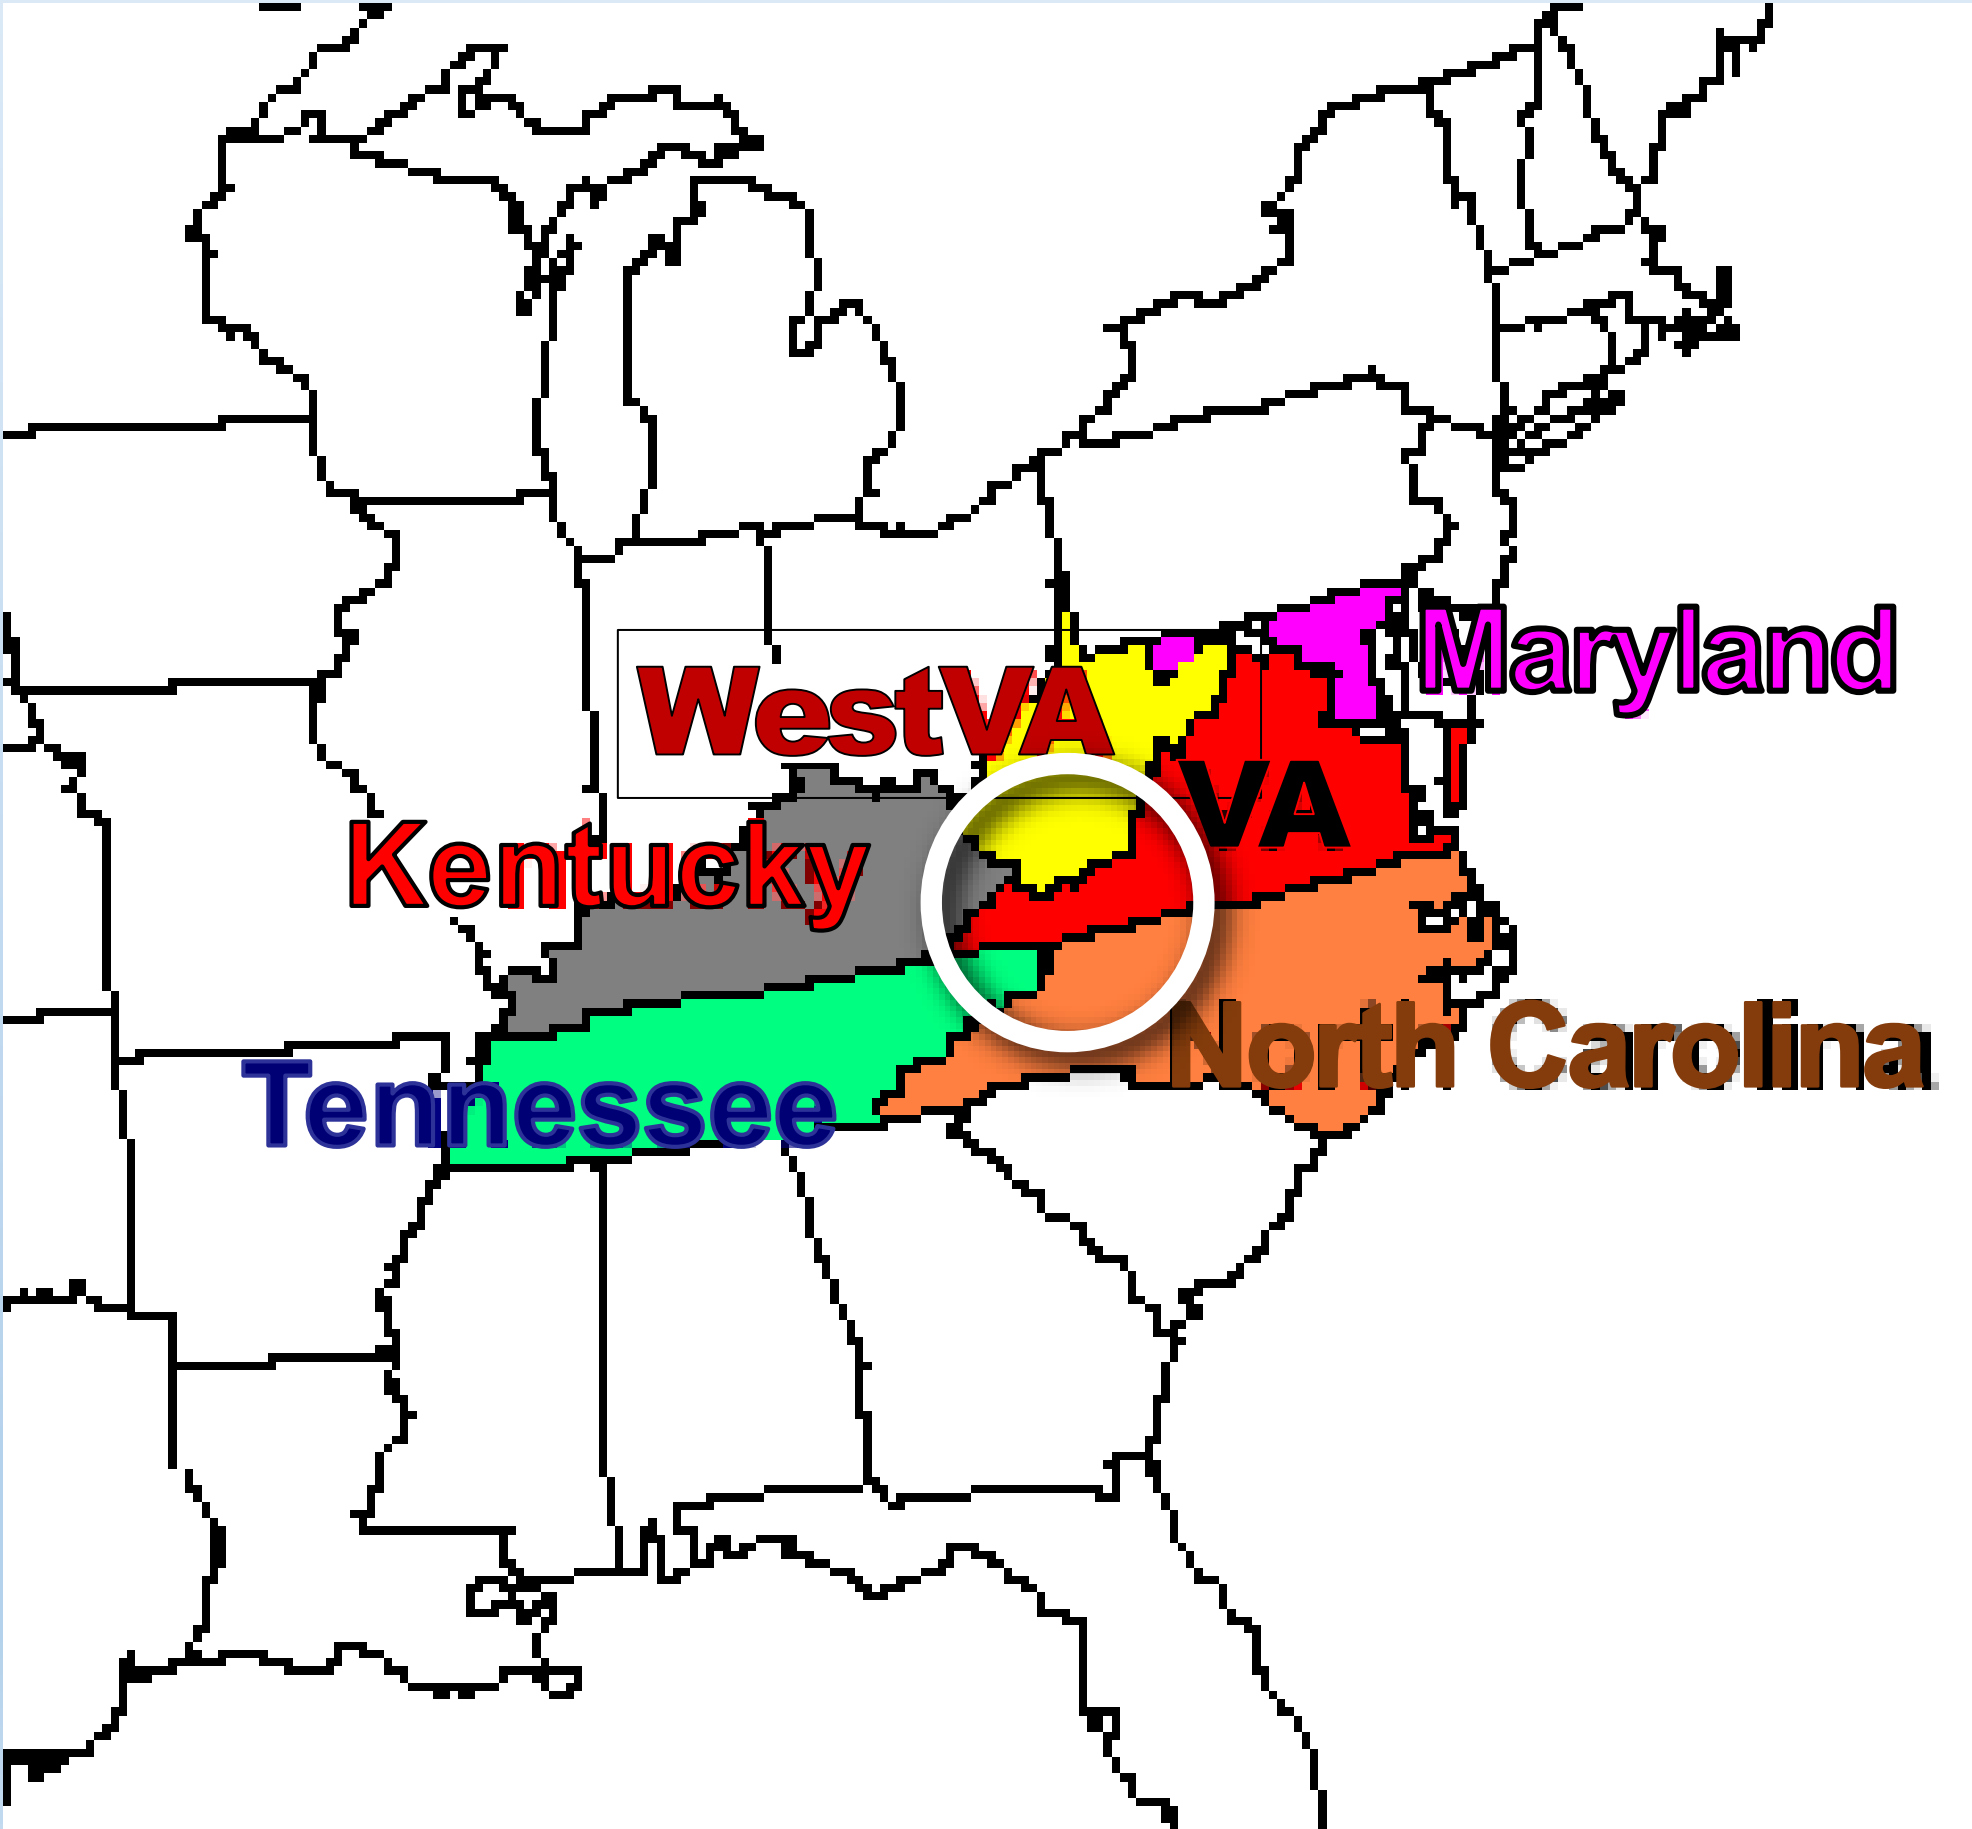 Maryland
WestVA
VA
Kentucky
North Carolina
Tennessee